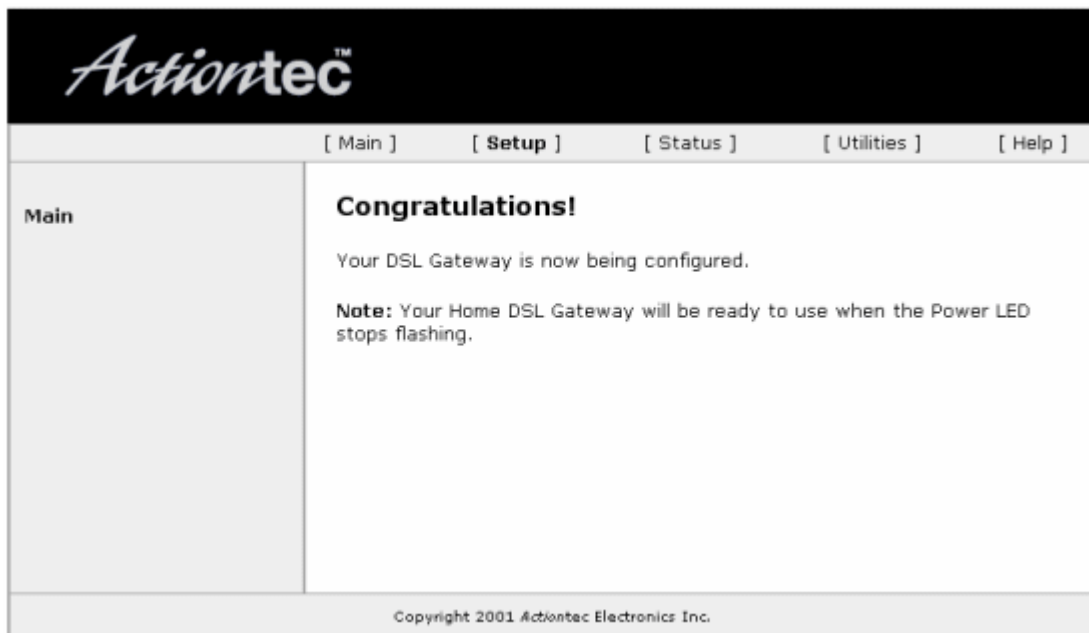 Actiontec™
[ Main ] [ Setup ] [ Status ] [ Utilities ] [ Help ]
Main
Congratulations!
Your DSL Gateway is now being configured.
Note: Your Home DSL Gateway will be ready to use when the Power LED
stops flashing.
Copyright 2001 Actiontec Electronics Inc.